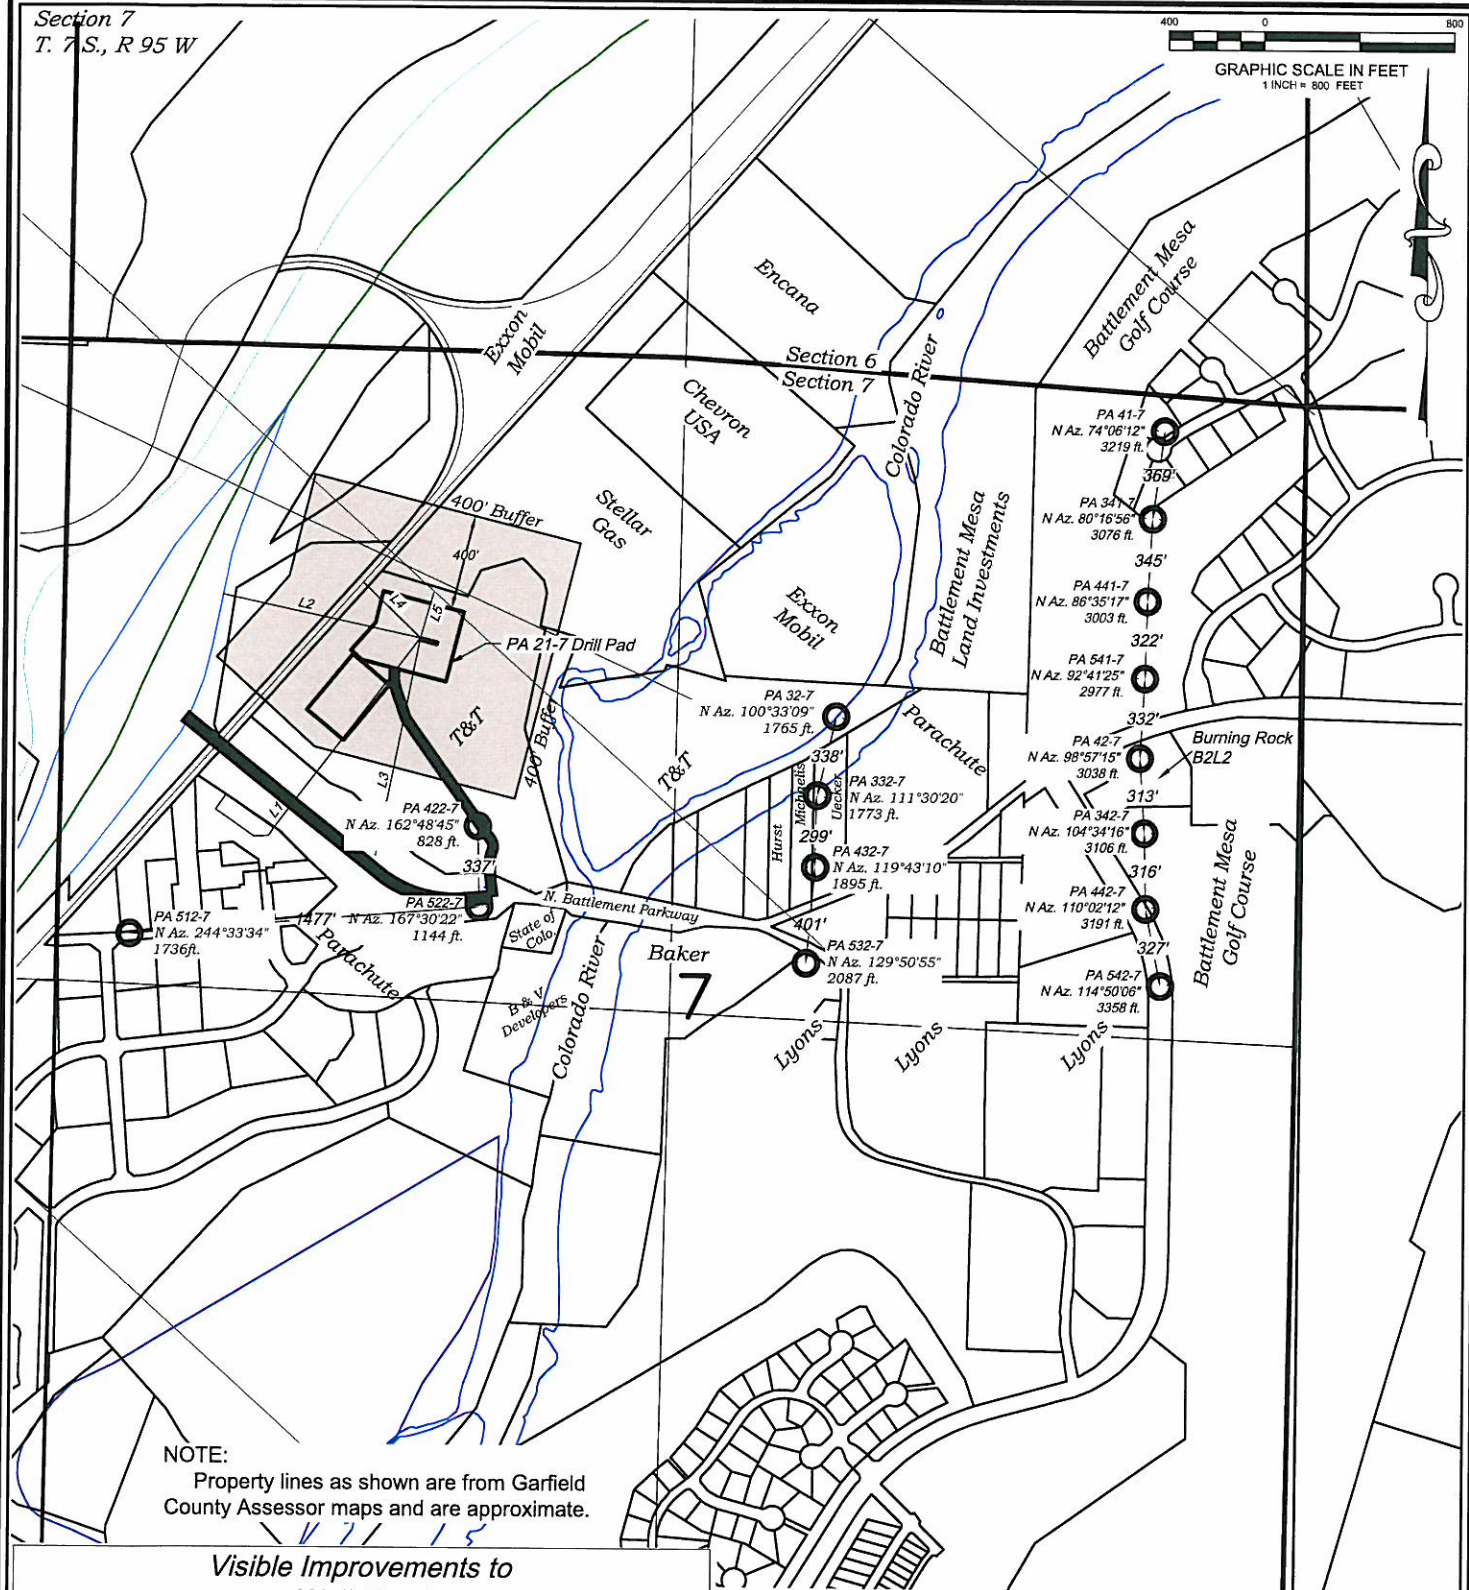 Section 7
T. 7 S., R 95 W
400
0
800
GRAPHIC SCALE IN FEET
1 INCH = 800 FEET
Battlement Mesa
Golf Course
Encana
Exxon
Mobil
Section 6
Section 7
Colorado River
Chevron
USA
PA 41-7
N Az. 74°06'12"
3219 ft.
369'
400' Buffer
Stellar
Gas
PA 341-7
N Az. 80°16'56"
3076 ft.
345'
Battlement Mesa
Land Investments
400'
L2
L4
L5
Exxon
Mobil
PA 441-7
N Az. 86°35'17"
3003 ft.
322'
PA 21-7 Drill Pad
PA 541-7
N Az. 92°41'25"
2977 ft.
332'
T&T
400' Buffer
PA 32-7
N Az. 100°33'09"
1765 ft.
338'
Parachute
PA 42-7
N Az. 98°57'15"
3038 ft.
313'
Burning Rock
B2L2
T&T
L1
L3
PA 422-7
N Az. 162°48'45"
828 ft.
337'
Hurst
Michaelis
Uecker
PA 332-7
N Az. 111°30'20"
1773 ft.
299'
PA 342-7
N Az. 104°34'16"
3106 ft.
316'
PA 432-7
N Az. 119°43'10"
1895 ft.
401'
PA 442-7
N Az. 110°02'12"
3191 ft.
327'
Battlement Mesa
Golf Course
PA 512-7
N Az. 244°33'34"
1736ft.
1477'
PA 522-7
N Az. 167°30'22"
1144 ft.
N. Battlement Parkway
State of
Colo.
Parachute
Baker
7
PA 532-7
N Az. 129°50'55"
2087 ft.
PA 542-7
N Az. 114°50'06"
3358 ft.
B & V
Developers
Colorado River
Lyons
Lyons
Lyons
NOTE:
Property lines as shown are from Garfield
County Assessor maps and are approximate.
Visible Improvements to